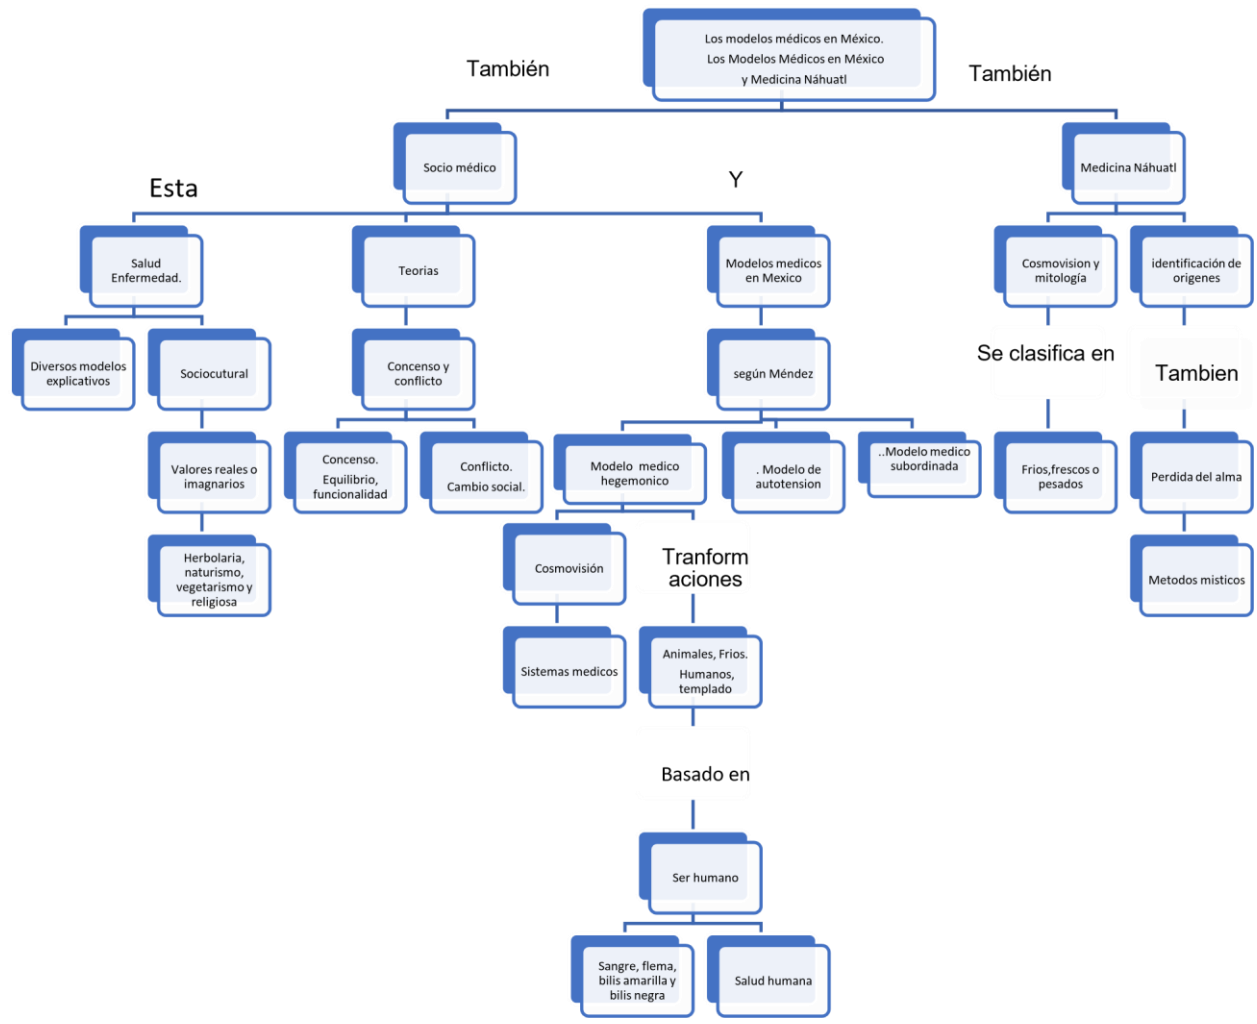 Los modelos médicos en México.
Los Modelos Médicos en México
y Medicina Náhuatl
También
También
Socio médico
Medicina Náhuatl
Esta
Y
Salud
Enfermedad.
Teorias
Modelos medicos
en Mexico
Cosmovision y
mitología
identificación de
origenes
Diversos modelos
explicativos
Sociocutural
Concenso y
conflicto
según Méndez
Se clasifica en
Tambien
Valores reales o
imagnarios
Concenso.
Equilibrio,
funcionalidad
Conflicto.
Cambio social.
Modelo medico
hegemonico
. Modelo de
autotension
..Modelo medico
subordinada
Frios,frescos o
pesados
Perdida del alma
Herbolaria,
naturismo,
vegetarismo y
religiosa
Cosmovisión
Tranform
aciones
Metodos misticos
Sistemas medicos
Animales, Frios.
Humanos,
templado
Basado en
Ser humano
Sangre, flema,
bilis amarilla y
bilis negra
Salud humana